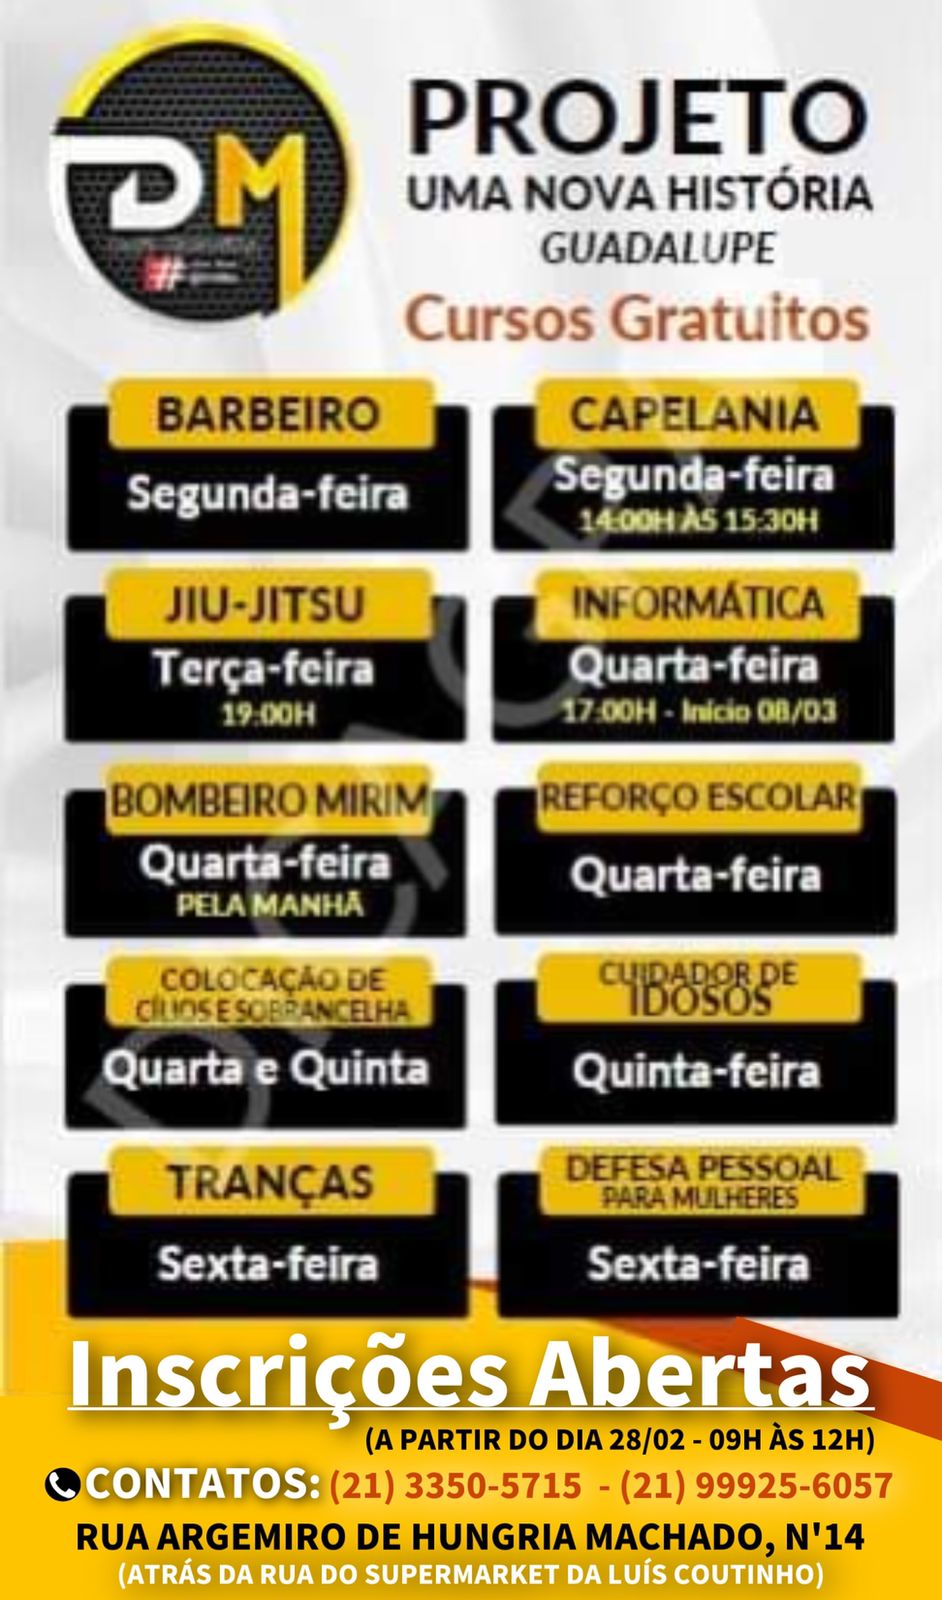 DM
#
PROJETO
UMA NOVA HISTÓRIA
GUADALUPE
Cursos Gratuitos
BARBEIRO
Segunda-feira
CAPELANIA
Segunda-feira
14:00H ÀS 15:30H
JIU-JITSU
Terça-feira
19:00H
INFORMÁTICA
Quarta-feira
17:00H - Início 08/03
BOMBEIRO MIRIM
Quarta-feira
PELA MANHÃ
REFORÇO ESCOLAR
Quarta-feira
COLOCAÇÃO DE
CÍLIOS E SOBRANCELHA
Quarta e Quinta
CUIDADOR DE
IDOSOS
Quinta-feira
TRANÇAS
Sexta-feira
DEFESA PESSOAL
PARA MULHERES
Sexta-feira
Inscrições Abertas
(A PARTIR DO DIA 28/02 - 09H ÀS 12H)
CONTATOS: (21) 3350-5715 - (21) 99925-6057
RUA ARGEMIRO DE HUNGRIA MACHADO, N'14
(ATRÁS DA RUA DO SUPERMARKET DA LUÍS COUTINHO)